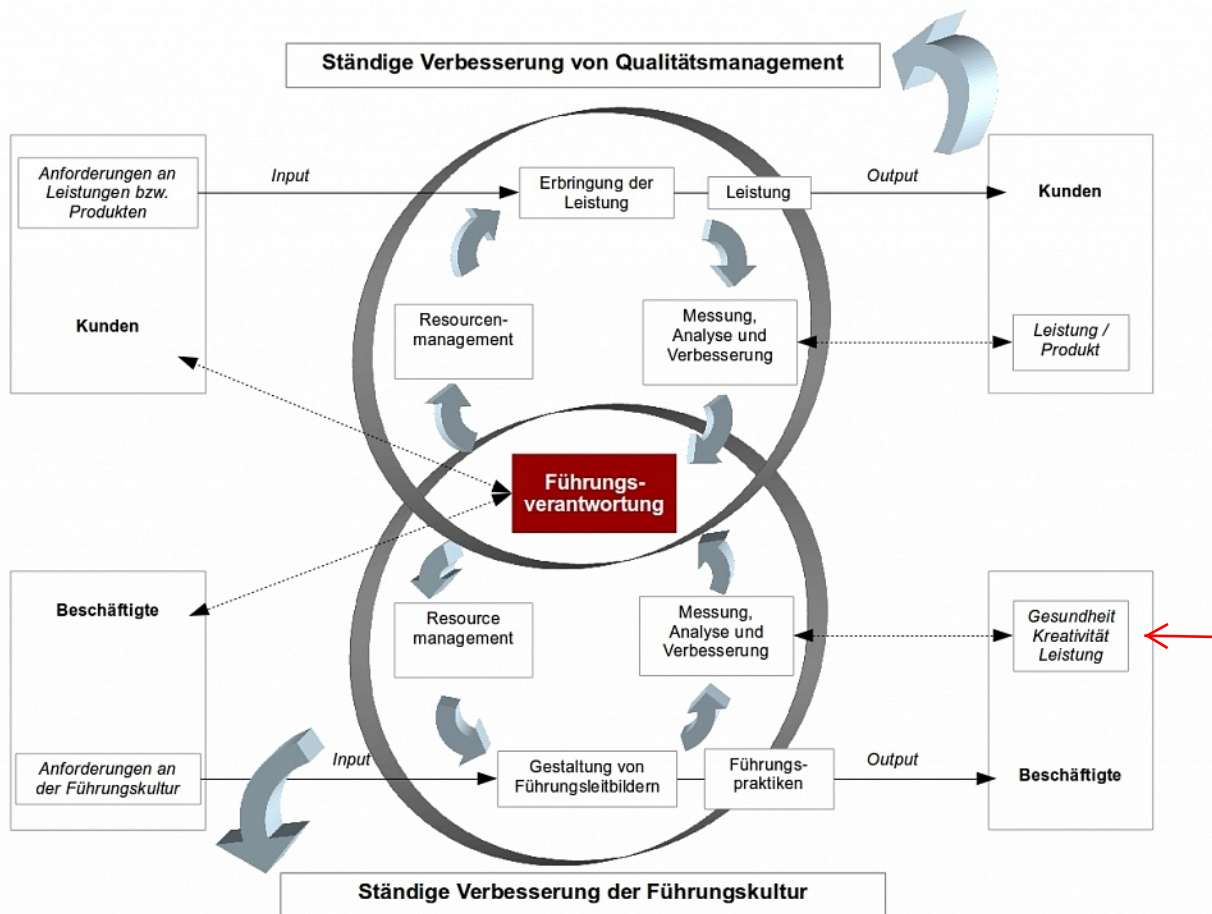 Ständige Verbesserung von Qualitätsmanagement
Anforderungen an
Leistungen bzw.
Produkten
Input
Erbringung der
Leistung
Leistung
Output
Kunden
Kunden
Resourcen-
management
Messung,
Analyse und
Verbesserung
Leistung /
Produkt
Führungs-
verantwortung
Beschäftigte
Resource
management
Messung,
Analyse und
Verbesserung
Gesundheit
Kreativität
Leistung
Anforderungen an
der Führungskultur
Input
Gestaltung von
Führungsleitbildern
Führungs-
praktiken
Output
Beschäftigte
Ständige Verbesserung der Führungskultur